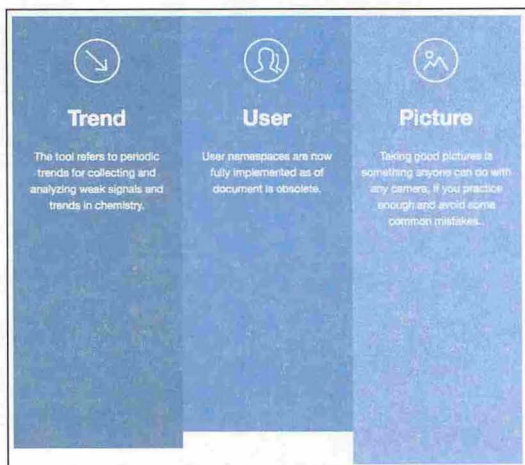 Trend
The tool refers to periodic
trends for collecting and
analyzing weak signals and
trends in chemistry.
User
User namespaces are now
fully implemented as of
document is obsolete.
Picture
Taking good pictures is
something anyone can do with
any camera, if you practice
enough and avoid some
common mistakes.